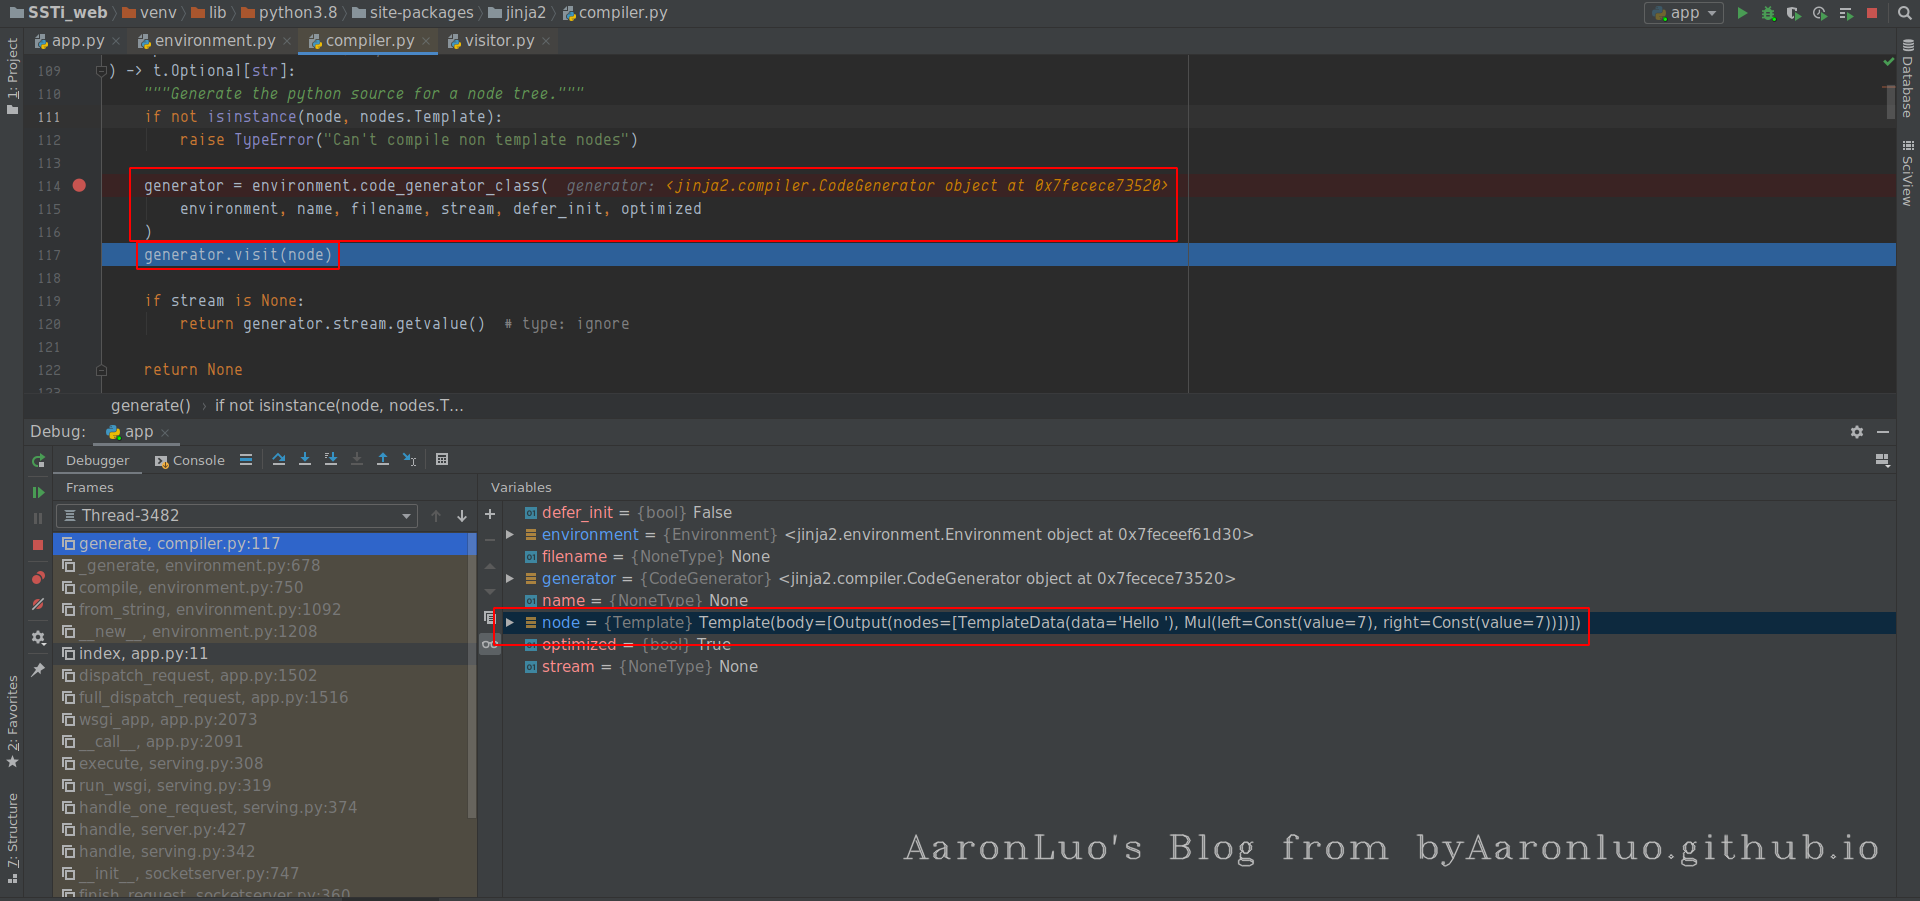 SSTi_web venv lib python3.8 site-packages jinja2 compiler.py app
app.py environment.py compiler.py visitor.py
1: Project
Database
SciView
109 ) -> t.Optional[str]:
110 """Generate the python source for a node tree."""
111 if not isinstance(node, nodes.Template):
112 raise TypeError("Can't compile non template nodes")
113
114 generator = environment.code_generator_class( generator: <jinja2.compiler.CodeGenerator object at 0x7fecece73520>
115 environment, name, filename, stream, defer_init, optimized
116 )
117 generator.visit(node)
118
119 if stream is None:
120 return generator.stream.getvalue() # type: ignore
121
122 return None
123
generate() › if not isinstance(node, nodes.T...
Debug: app
Debugger Console
Frames
Thread-3482
generate, compiler.py:117
_generate, environment.py:678
compile, environment.py:750
from_string, environment.py:1092
__new__, environment.py:1208
index, app.py:11
dispatch_request, app.py:1502
full_dispatch_request, app.py:1516
wsgi_app, app.py:2073
__call__, app.py:2091
execute, serving.py:308
run_wsgi, serving.py:319
handle_one_request, serving.py:374
handle, server.py:427
handle, serving.py:342
__init__, socketserver.py:747
finish_request, socketserver.py:360
Variables
defer_init = {bool} False
environment = {Environment} <jinja2.environment.Environment object at 0x7feceef61d30>
filename = {NoneType} None
generator = {CodeGenerator} <jinja2.compiler.CodeGenerator object at 0x7fecece73520>
name = {NoneType} None
node = {Template} Template(body=[Output(nodes=[TemplateData(data='Hello '), Mul(left=Const(value=7), right=Const(value=7))])])
optimized = {bool} True
stream = {NoneType} None
2: Favorites
7: Structure
AaronLuo's Blog from byAaronluo.github.io